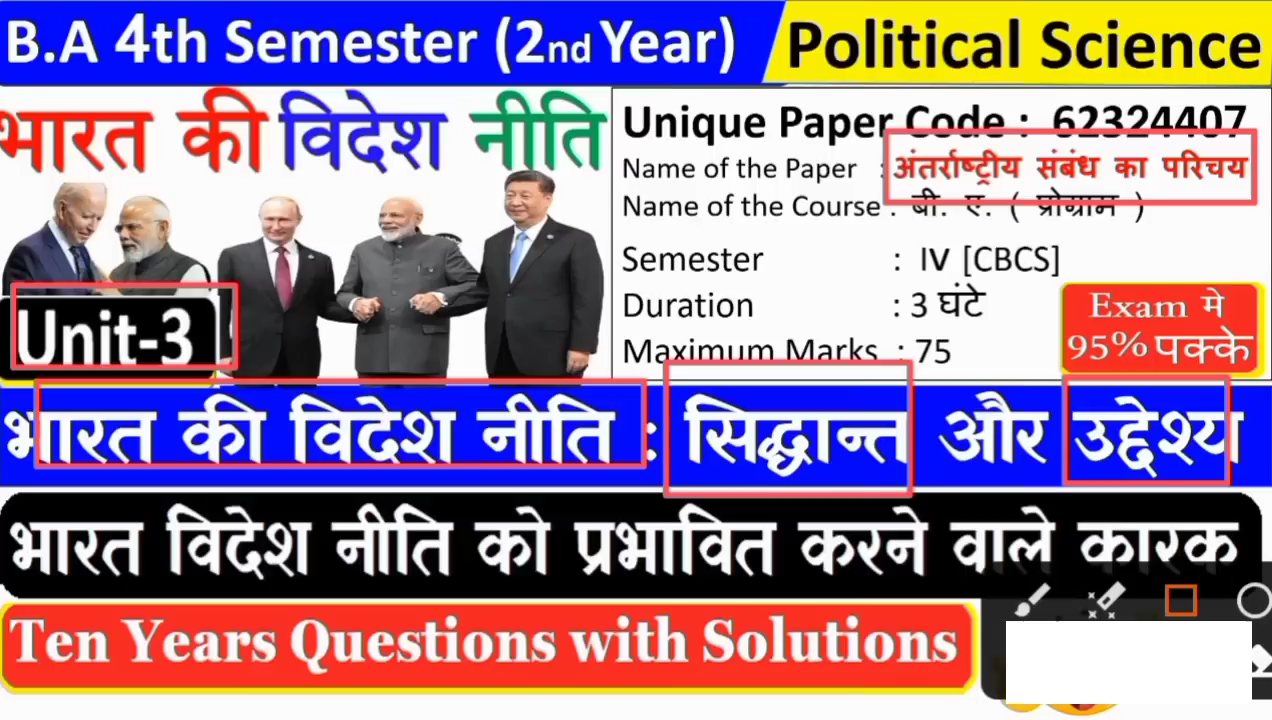 B.A 4th Semester (2nd Year)
Political Science
भारत की विदेश नीति
Unique Paper Code : 62324407
Name of the Paper : अंतर्राष्ट्रीय संबंध का परिचय
Name of the Course : बी. ए. ( प्रोग्राम )
Semester : IV [CBCS]
Duration : 3 घंटे
Maximum Marks : 75
Exam मे
95% पक्के
Unit-3
भारत की विदेश नीति : सिद्धान्त और उद्देश्य
भारत विदेश नीति को प्रभावित करने वाले कारक
Ten Years Questions with Solutions